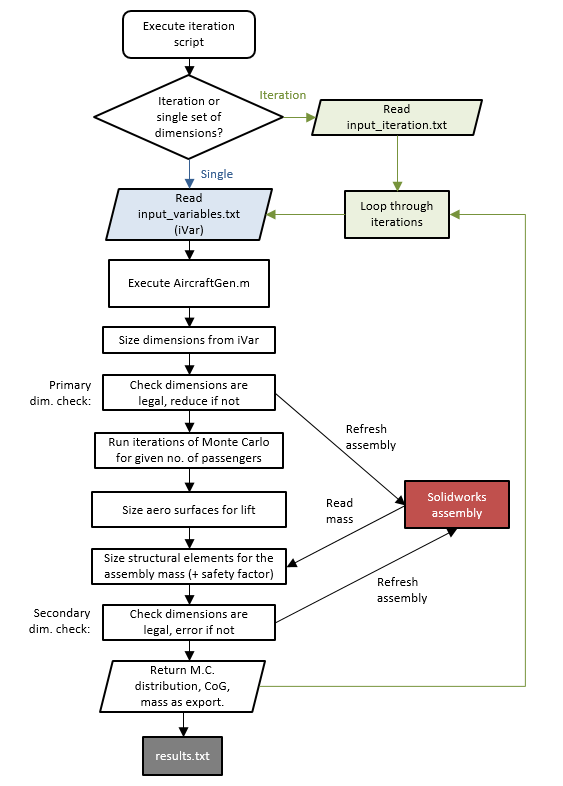 Execute iteration
script
Iteration or
single set of
dimensions?
Iteration
Read
input_iteration.txt
Single
Read
input_variables.txt
(iVar)
Loop through
iterations
Execute AircraftGen.m
Size dimensions from iVar
Primary
dim. check:
Check dimensions are
legal, reduce if not
Refresh
assembly
Run iterations of Monte Carlo
for given no. of passengers
Solidworks
assembly
Size aero surfaces for lift
Read
mass
Size structural elements for the
assembly mass (+ safety factor)
Refresh
assembly
Secondary
dim. check:
Check dimensions are
legal, error if not
Return M.C.
distribution, CoG,
mass as export.
results.txt